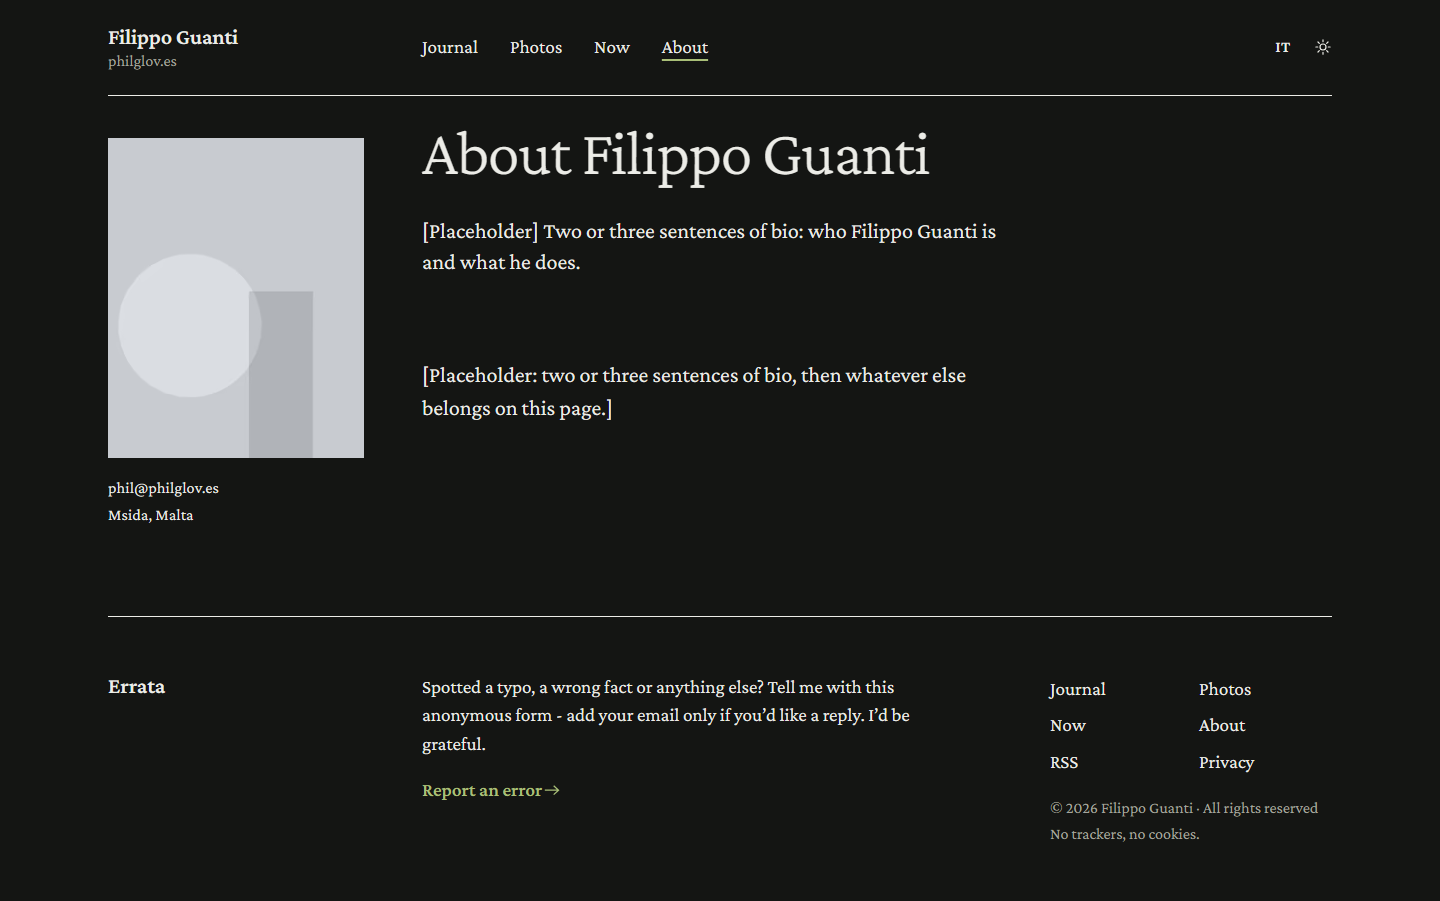 Filippo Guanti
philglov.es
Journal
Photos
Now
About
IT
About Filippo Guanti
[Placeholder] Two or three sentences of bio: who Filippo Guanti is
and what he does.
[Placeholder: two or three sentences of bio, then whatever else
belongs on this page.]
phil@philglov.es
Msida, Malta
Errata
Spotted a typo, a wrong fact or anything else? Tell me with this
anonymous form - add your email only if you’d like a reply. I’d be
grateful.
Report an error→
Journal
Photos
Now
About
RSS
Privacy
© 2026 Filippo Guanti · All rights reserved
No trackers, no cookies.